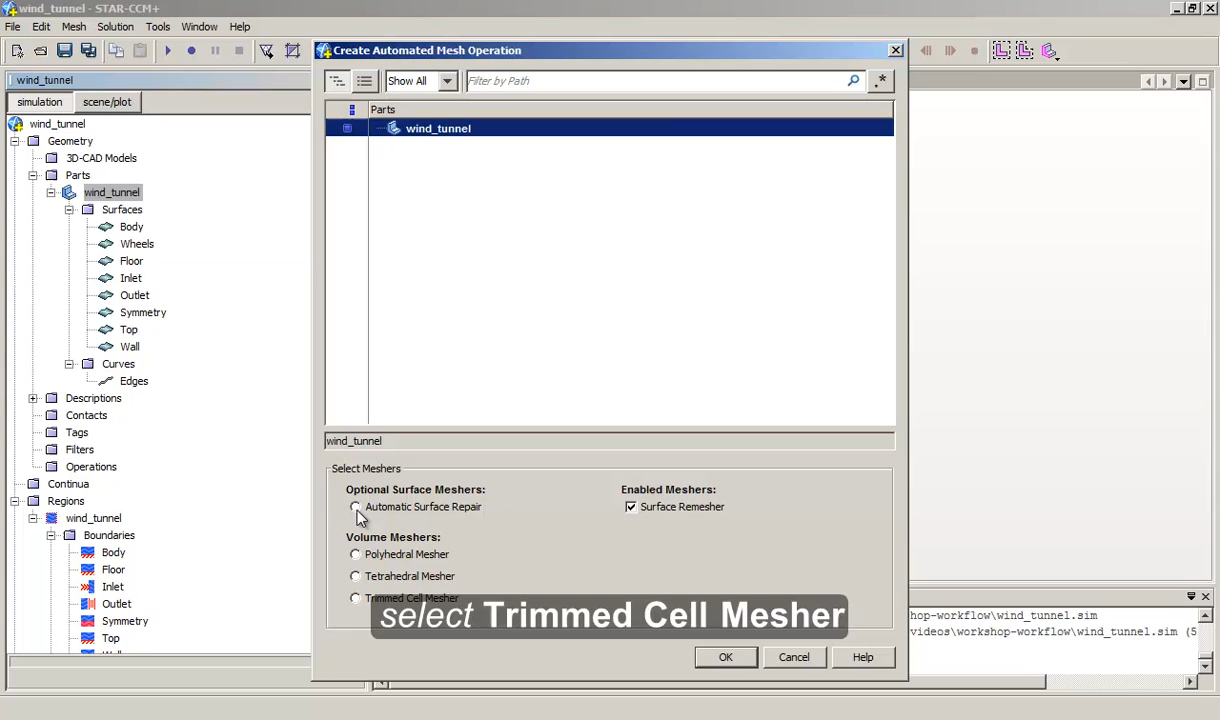 wind_tunnel - STAR-CCM+
File Edit Mesh Solution Tools Window Help
wind_tunnel
simulation scene/plot
wind_tunnel
Geometry
3D-CAD Models
Parts
wind_tunnel
Surfaces
Body
Wheels
Floor
Inlet
Outlet
Symmetry
Top
Wall
Curves
Edges
Descriptions
Contacts
Tags
Filters
Operations
Continua
Regions
wind_tunnel
Boundaries
Body
Floor
Inlet
Outlet
Symmetry
Top
Create Automated Mesh Operation
Show All Filter by Path .*
Parts
wind_tunnel
wind_tunnel
Select Meshers
Optional Surface Meshers: Enabled Meshers:
Automatic Surface Repair Surface Remesher
Volume Meshers:
Polyhedral Mesher
Tetrahedral Mesher
Trimmed Cell Mesher
select Trimmed Cell Mesher
OK Cancel Help
hop-workflow\wind_tunnel.sim
videos\workshop-workflow\wind_tunnel.sim (5